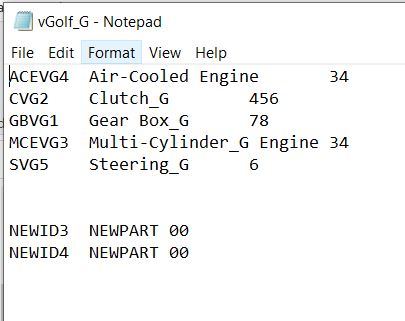 vGolf_G - Notepad
File Edit Format View Help
ACEVG4 Air-Cooled Engine 34
CVG2 Clutch_G 456
GBVG1 Gear Box_G 78
MCEVG3 Multi-Cylinder_G Engine 34
SVG5 Steering_G 6
NEWID3 NEWPART 00
NEWID4 NEWPART 00